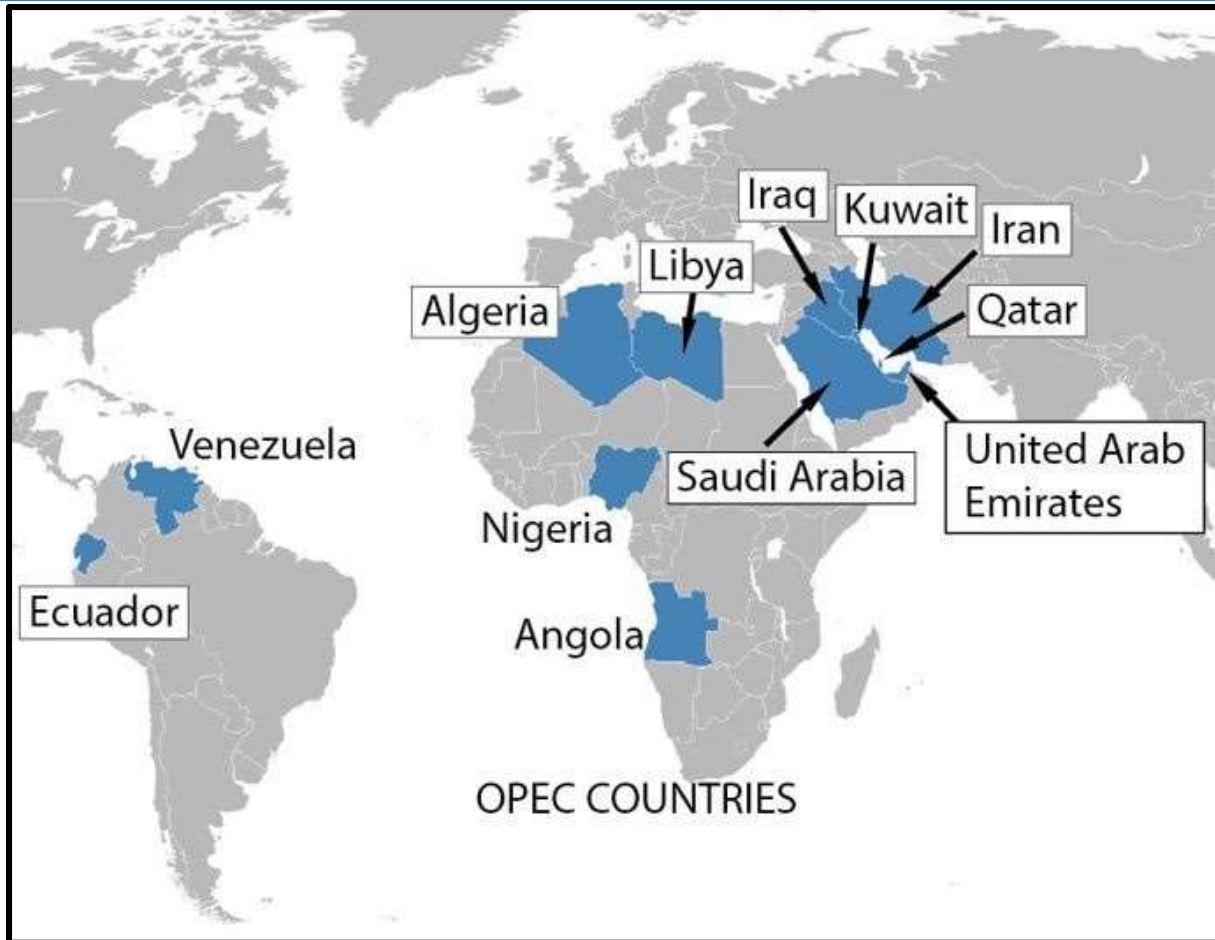 Iraq
Kuwait
Iran
Libya
Algeria
Qatar
Venezuela
Saudi Arabia
United Arab
Emirates
Nigeria
Ecuador
Angola
OPEC COUNTRIES